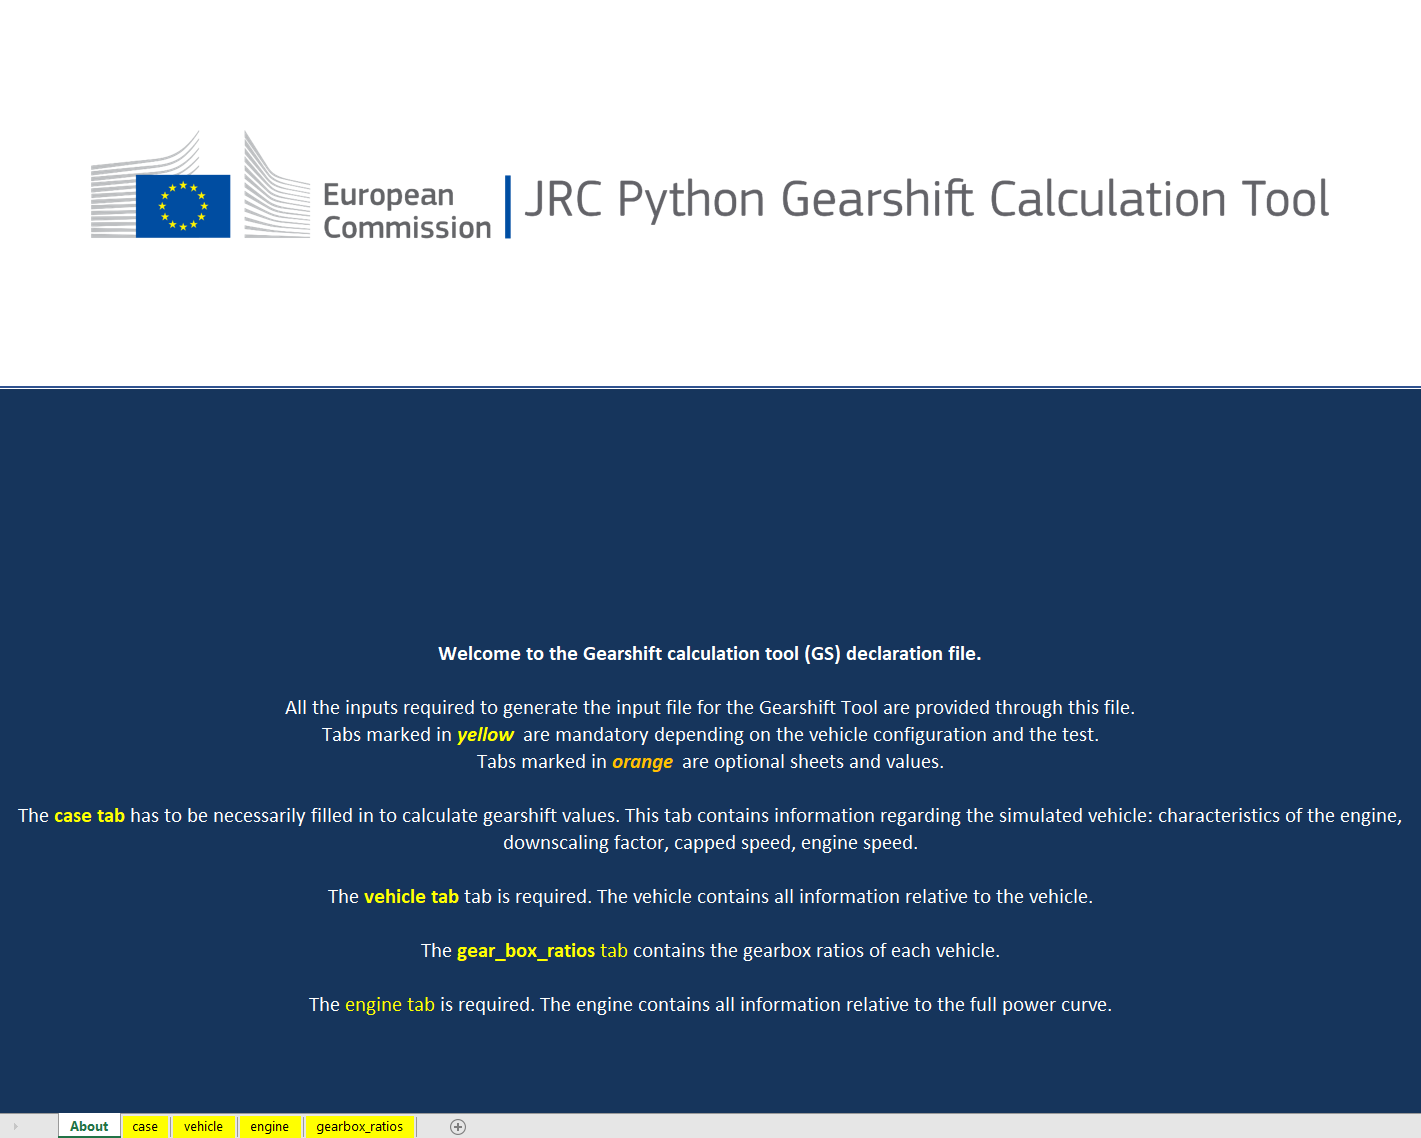 European
Commission
JRC Python Gearshift Calculation Tool
Welcome to the Gearshift calculation tool (GS) declaration file.
All the inputs required to generate the input file for the Gearshift Tool are provided through this file.
Tabs marked in yellow are mandatory depending on the vehicle configuration and the test.
Tabs marked in orange are optional sheets and values.
The case tab has to be necessarily filled in to calculate gearshift values. This tab contains information regarding the simulated vehicle: characteristics of the engine,
downscaling factor, capped speed, engine speed.
The vehicle tab tab is required. The vehicle contains all information relative to the vehicle.
The gear_box_ratios tab contains the gearbox ratios of each vehicle.
The engine tab is required. The engine contains all information relative to the full power curve.
About case vehicle engine gearbox_ratios